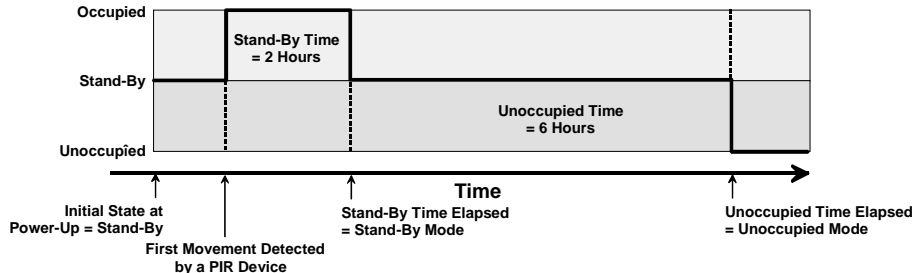 Occupied
Stand-By Time
= 2 Hours
Stand-By
Unoccupied Time
= 6 Hours
Unoccupied
Time
Initial State at
Power-Up = Stand-By
First Movement Detected
by a PIR Device
Stand-By Time Elapsed
= Stand-By Mode
Unoccupied Time Elapsed
= Unoccupied Mode